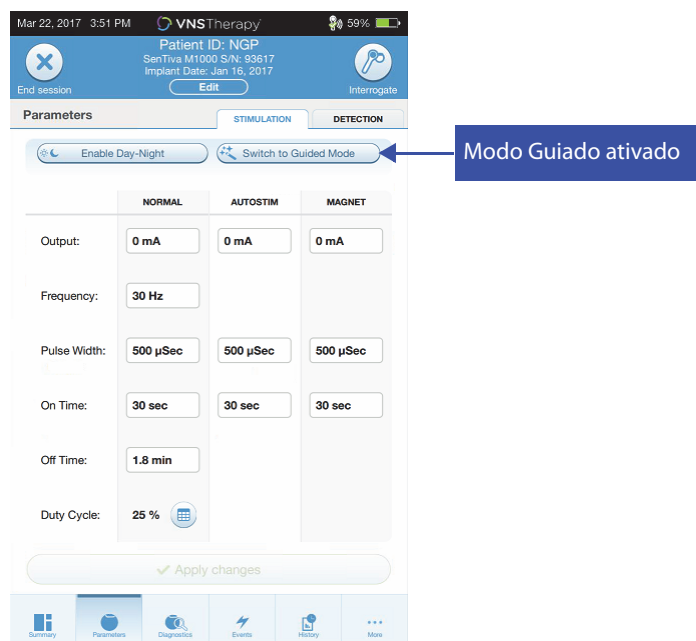 Mar 22, 2017 3:51 PM VNSTherapy 59%
Patient ID: NGP
SenTiva M1000 S/N: 93617
Implant Date: Jan 16, 2017
End session Edit Interrogate
Parameters STIMULATION DETECTION
Enable Day-Night Switch to Guided Mode
Modo Guiado ativado
NORMAL AUTOSTIM MAGNET
Output: 0 mA 0 mA 0 mA
Frequency: 30 Hz
Pulse Width: 500 µSec 500 µSec 500 µSec
On Time: 30 sec 30 sec 30 sec
Off Time: 1.8 min
Duty Cycle: 25 %
Apply changes
Summary Parameters Diagnostics Events History More